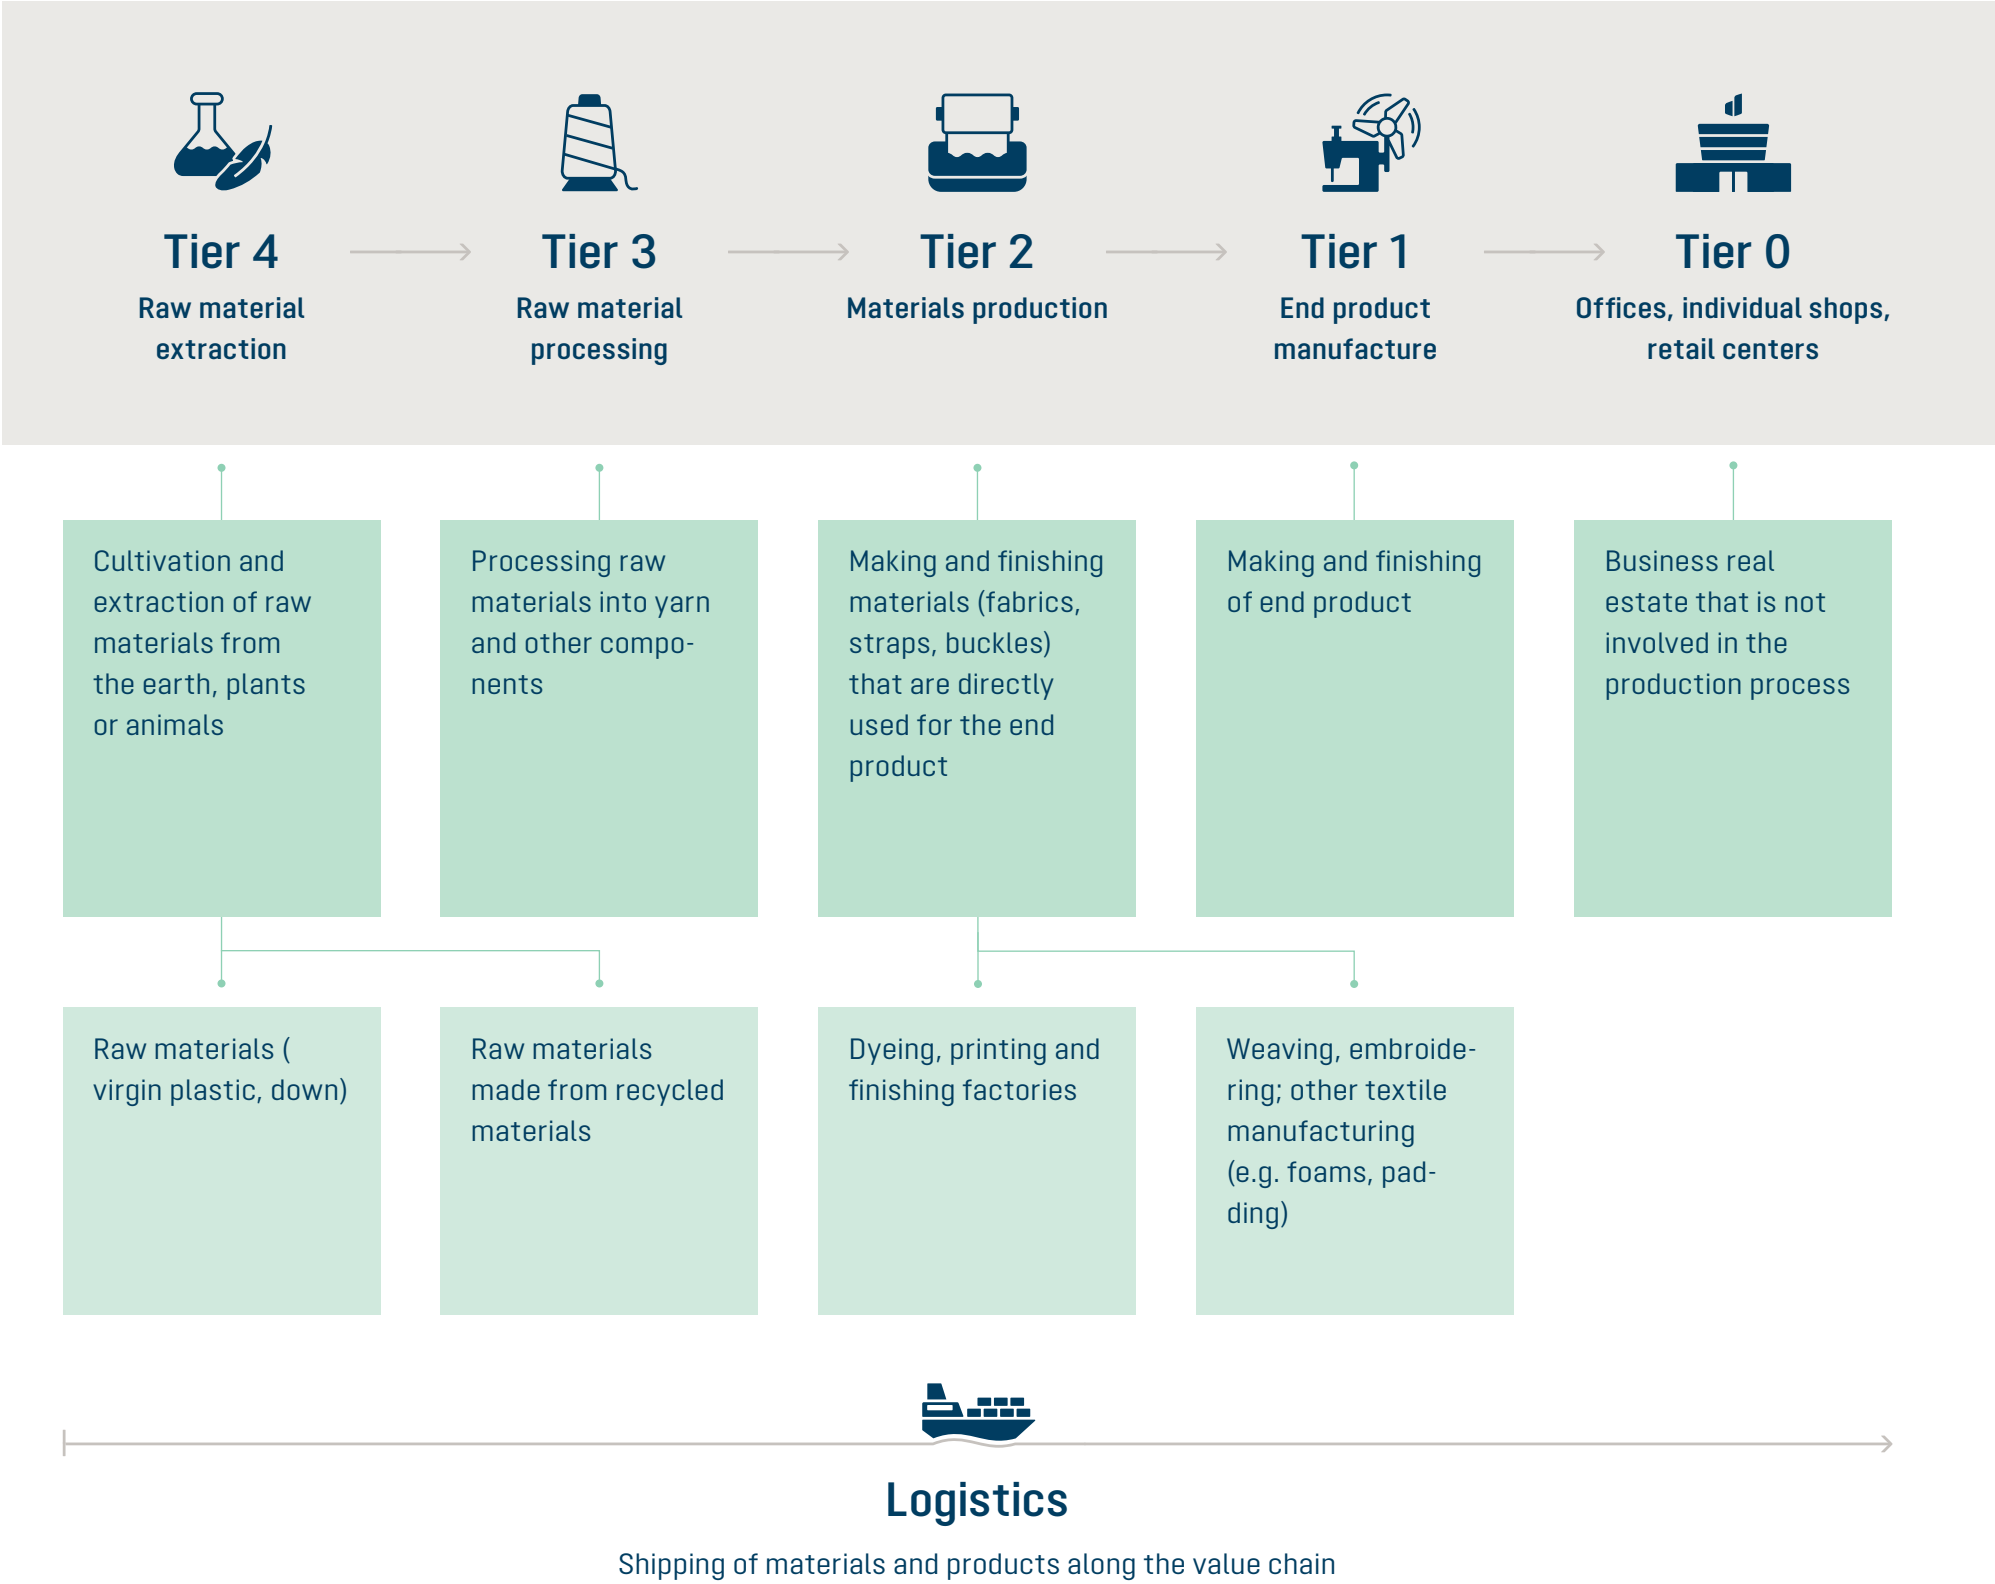 Tier 4
Raw material
extraction
Tier 3
Raw material
processing
Tier 2
Materials production
Tier 1
End product
manufacture
Tier 0
Offices, individual shops,
retail centers
Cultivation and
extraction of raw
materials from
the earth, plants
or animals
Processing raw
materials into yarn
and other compo-
nents
Making and finishing
materials (fabrics,
straps, buckles)
that are directly
used for the end
product
Making and finishing
of end product
Business real
estate that is not
involved in the
production process
Raw materials (
virgin plastic, down)
Raw materials
made from recycled
materials
Dyeing, printing and
finishing factories
Weaving, embroide-
ring; other textile
manufacturing
(e.g. foams, pad-
ding)
Logistics
Shipping of materials and products along the value chain